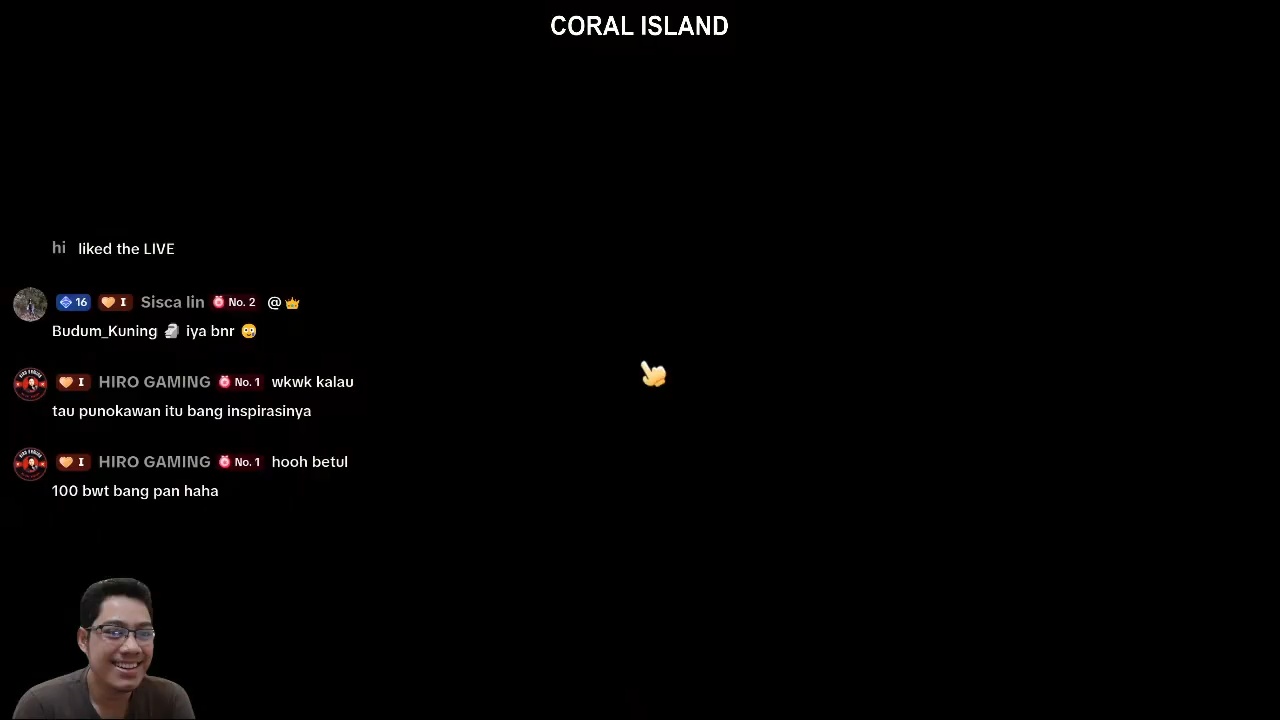 CORAL ISLAND
hi liked the LIVE
16 I Sisca lin No. 2 @
Budum_Kuning 🗿 iya bnr 😳
I HIRO GAMING No. 1 wkwk kalau
tau punokawan itu bang inspirasinya
I HIRO GAMING No. 1 hooh betul
100 bwt bang pan haha